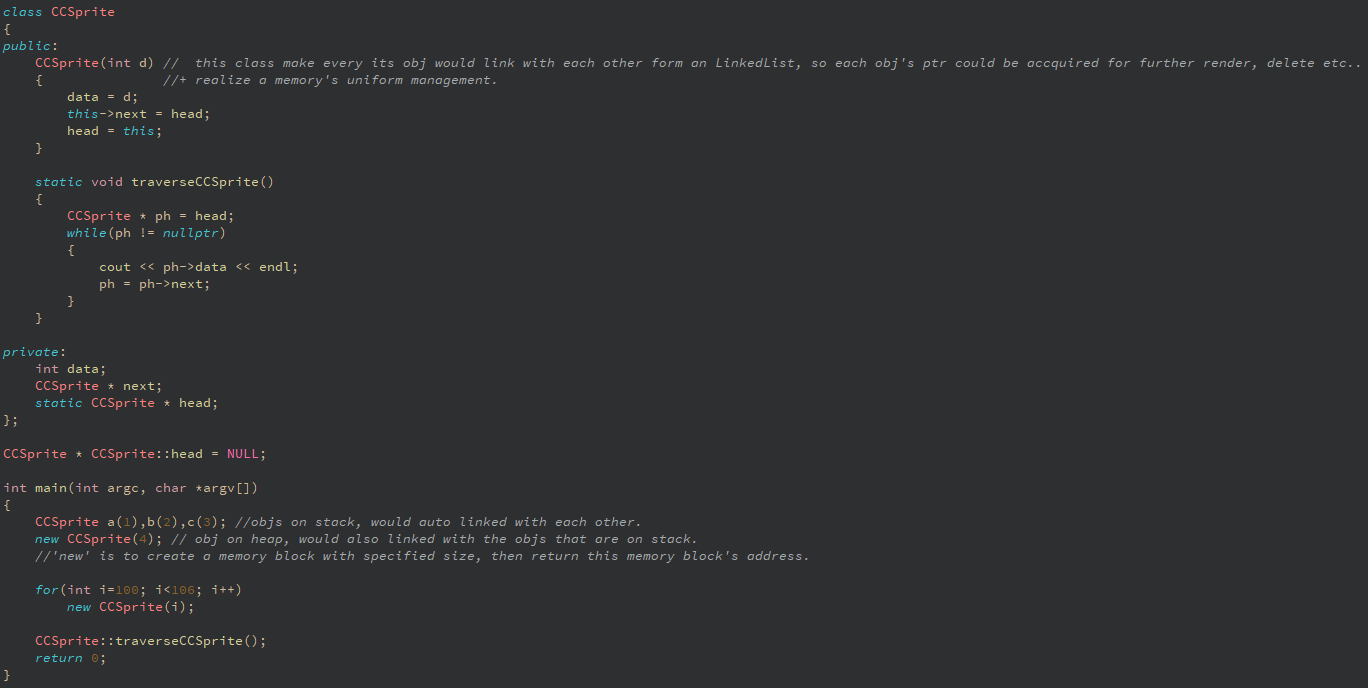 class CCSprite
{
public:
    CCSprite(int d) //  this class make every its obj would link with each other form an LinkedList, so each obj's ptr could be accquired for further render, delete etc..
    {               //+ realize a memory's uniform management.
        data = d;
        this->next = head;
        head = this;
    }

    static void traverseCCSprite()
    {
        CCSprite * ph = head;
        while(ph != nullptr)
        {
            cout << ph->data << endl;
            ph = ph->next;
        }
    }

private:
    int data;
    CCSprite * next;
    static CCSprite * head;
};

CCSprite * CCSprite::head = NULL;

int main(int argc, char *argv[])
{
    CCSprite a(1),b(2),c(3); //objs on stack, would auto linked with each other.
    new CCSprite(4); // obj on heap, would also linked with the objs that are on stack.
    //'new' is to create a memory block with specified size, then return this memory block's address.

    for(int i=100; i<106; i++)
        new CCSprite(i);

    CCSprite::traverseCCSprite();
    return 0;
}